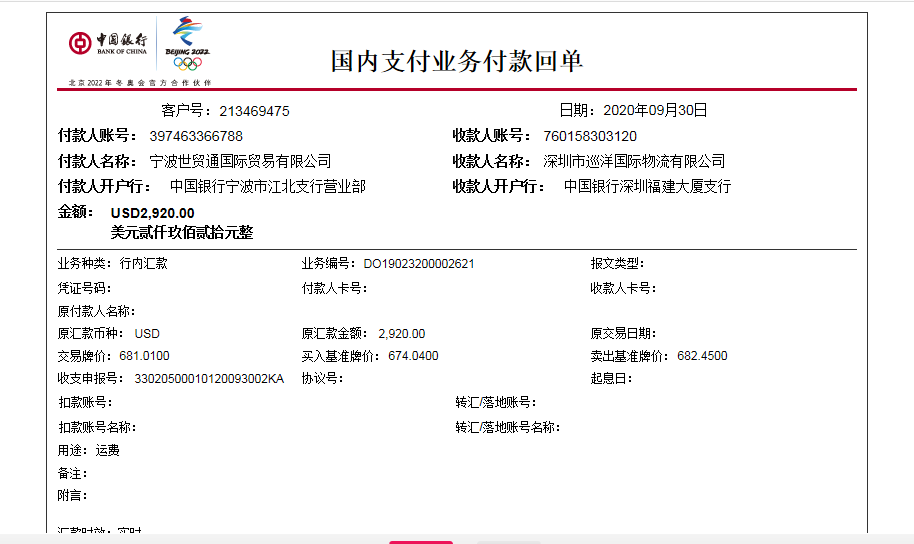 中国银行
BANK OF CHINA
BEIJING 2022
北京2022年冬奥会官方合作伙伴
国内支付业务付款回单
客户号：213469475 日期：2020年09月30日
付款人账号：397463366788 收款人账号：760158303120
付款人名称：宁波世贸通国际贸易有限公司 收款人名称：深圳市巡洋国际物流有限公司
付款人开户行：中国银行宁波市江北支行营业部 收款人开户行：中国银行深圳福建大厦支行
金额：USD2,920.00
美元贰仟玖佰贰拾元整
业务种类：行内汇款 业务编号：DO19023200002621 报文类型：
凭证号码： 付款人卡号： 收款人卡号：
原付款人名称：
原汇款币种：USD 原汇款金额：2,920.00 原交易日期：
交易牌价：681.0100 买入基准牌价：674.0400 卖出基准牌价：682.4500
收支申报号：33020500010120093002KA 协议号： 起息日：
扣款账号： 转汇/落地账号：
扣款账号名称： 转汇/落地账号名称：
用途：运费
备注：
附言：
汇款时效：实时